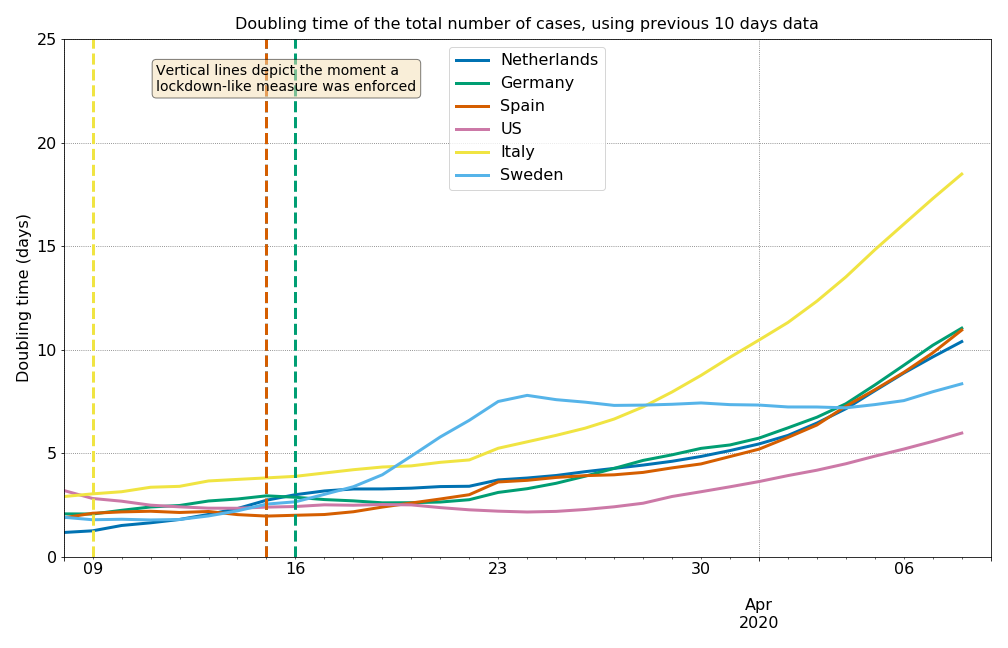 Doubling time of the total number of cases, using previous 10 days data
25
20
15
10
5
0
Doubling time (days)
Vertical lines depict the moment a
lockdown-like measure was enforced
Netherlands
Germany
Spain
US
Italy
Sweden
09
16
23
30
06
Apr
2020